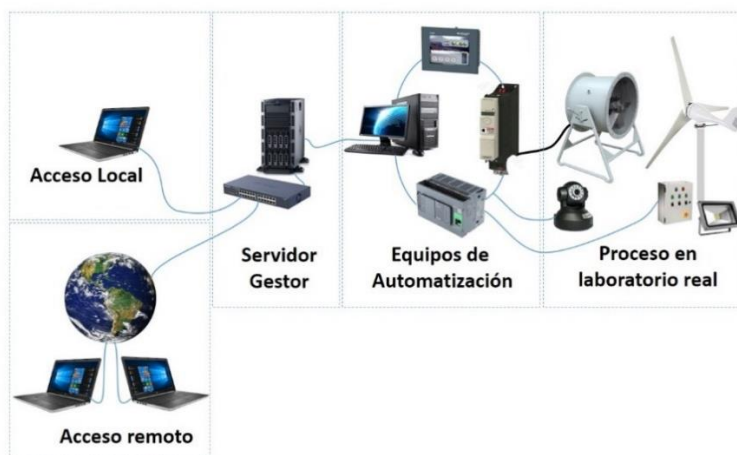 Acceso Local
Servidor
Gestor
Equipos de
Automatización
Proceso en
laboratorio real
Acceso remoto